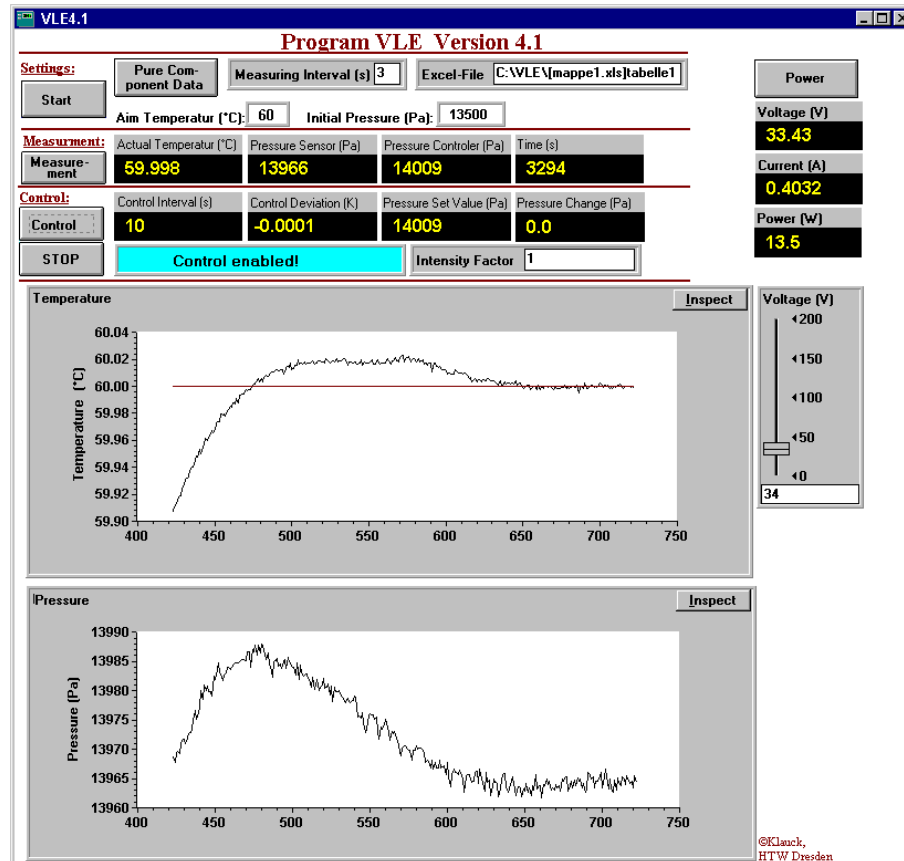 VLE4.1
Program VLE Version 4.1
Settings:
Start
Pure Com-
ponent Data
Measuring Interval (s) 3
Excel-File C:\VLE\[mappe1.xls]tabelle1
Aim Temperatur (°C): 60 Initial Pressure (Pa): 13500
Power
Voltage (V)
33.43
Current (A)
0.4032
Power (W)
13.5
Measurment:
Measure-
ment
Actual Temperatur (°C) Pressure Sensor (Pa) Pressure Controler (Pa) Time (s)
59.998 13966 14009 3294
Control:
Control
Control Interval (s) Control Deviation (K) Pressure Set Value (Pa) Pressure Change (Pa)
10 -0.0001 14009 0.0
STOP
Control enabled!
Intensity Factor 1
Temperature
Inspect
Temperature (°C)
60.04
60.02
60.00
59.98
59.96
59.94
59.92
59.90
400 450 500 550 600 650 700 750
Voltage (V)
200
150
100
50
0
34
Pressure
Inspect
Pressure (Pa)
13990
13985
13980
13975
13970
13965
13960
400 450 500 550 600 650 700 750
©Klauck,
HTW Dresden